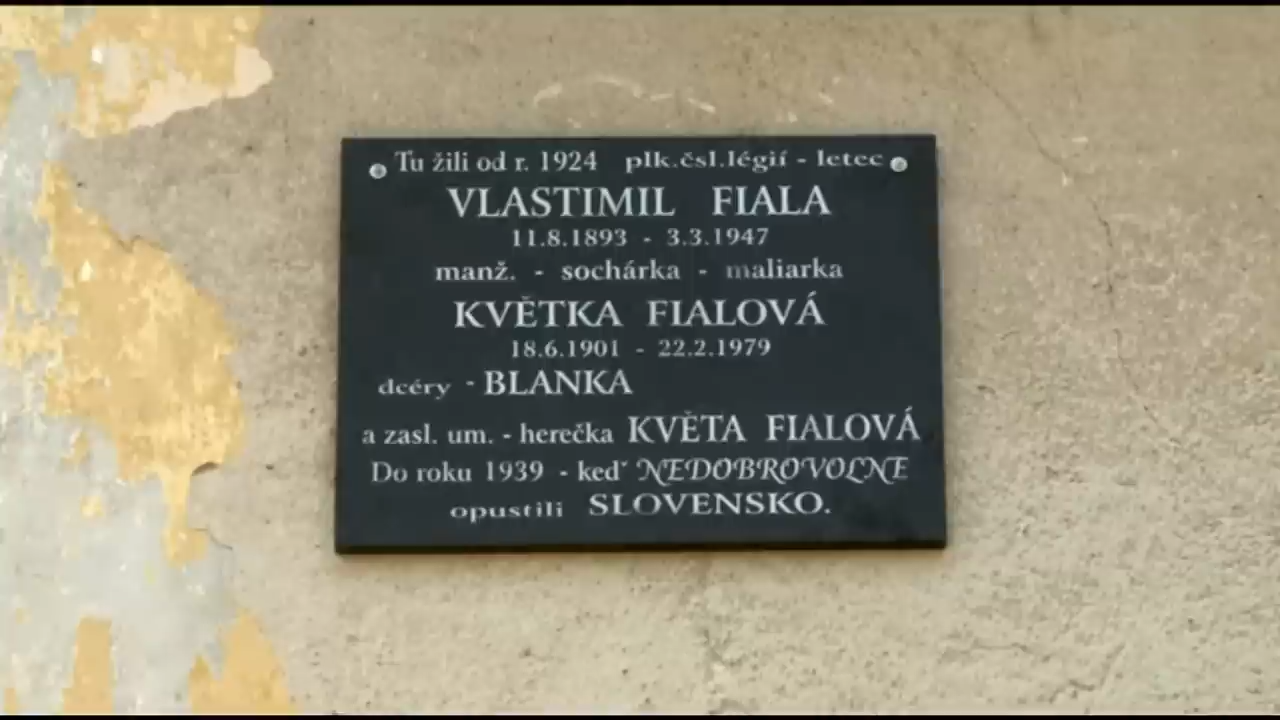 Tu žili od r. 1924 plk.čsl.légií - letec
VLASTIMIL FIALA
11.8.1893 - 3.3.1947
manž. - sochárka - maliarka
KVĚTKA FIALOVÁ
18.6.1901 - 22.2.1979
dcéry - BLANKA
a zasl. um. - herečka KVĚTA FIALOVÁ
Do roku 1939 - keď NEDOBROVOĽNE
opustili SLOVENSKO.